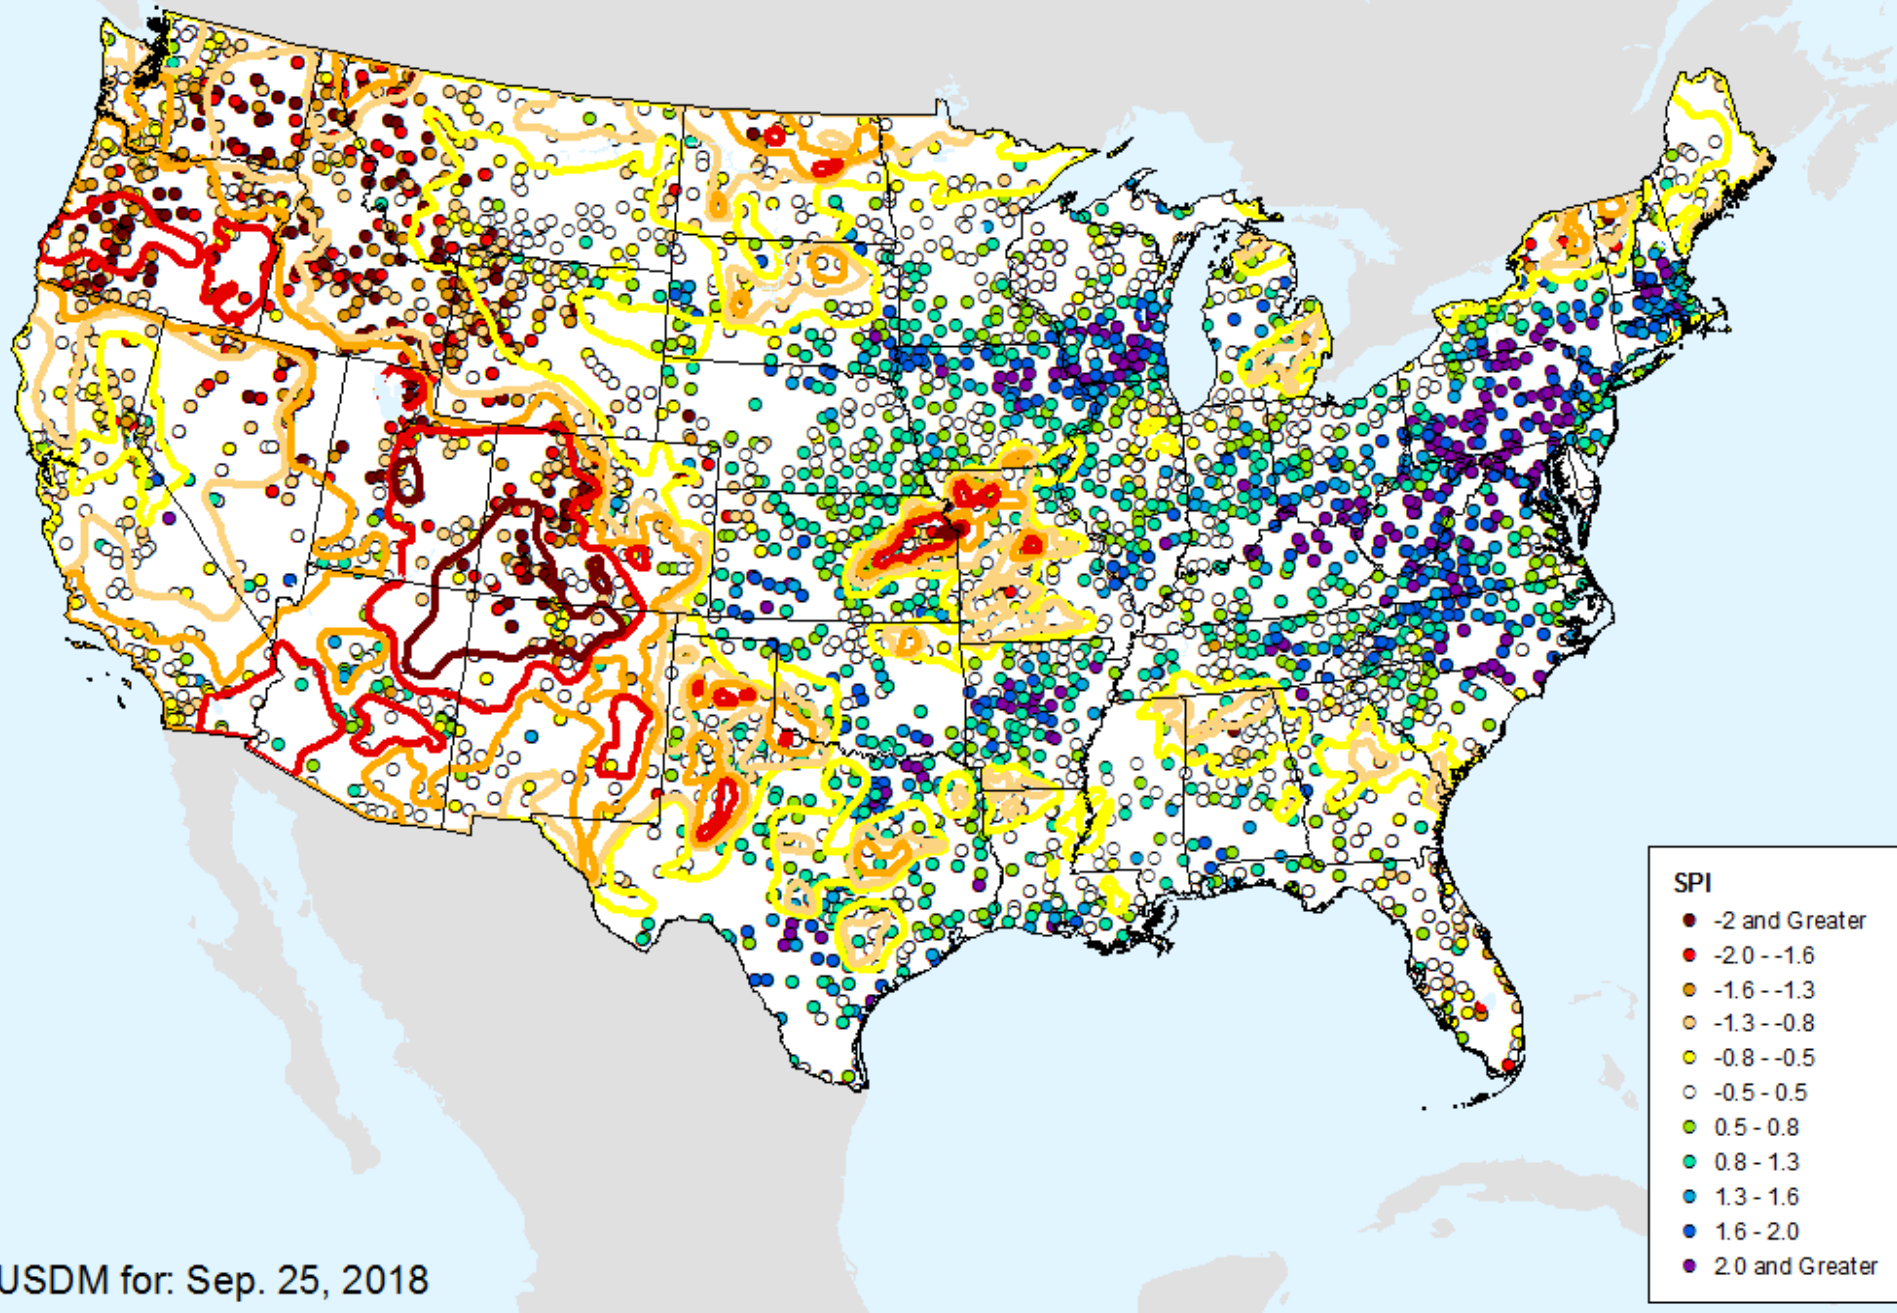 SPI
-2 and Greater
-2.0 - -1.6
-1.6 - -1.3
-1.3 - -0.8
-0.8 - -0.5
-0.5 - 0.5
0.5 - 0.8
0.8 - 1.3
1.3 - 1.6
1.6 - 2.0
2.0 and Greater
USDM for: Sep. 25, 2018